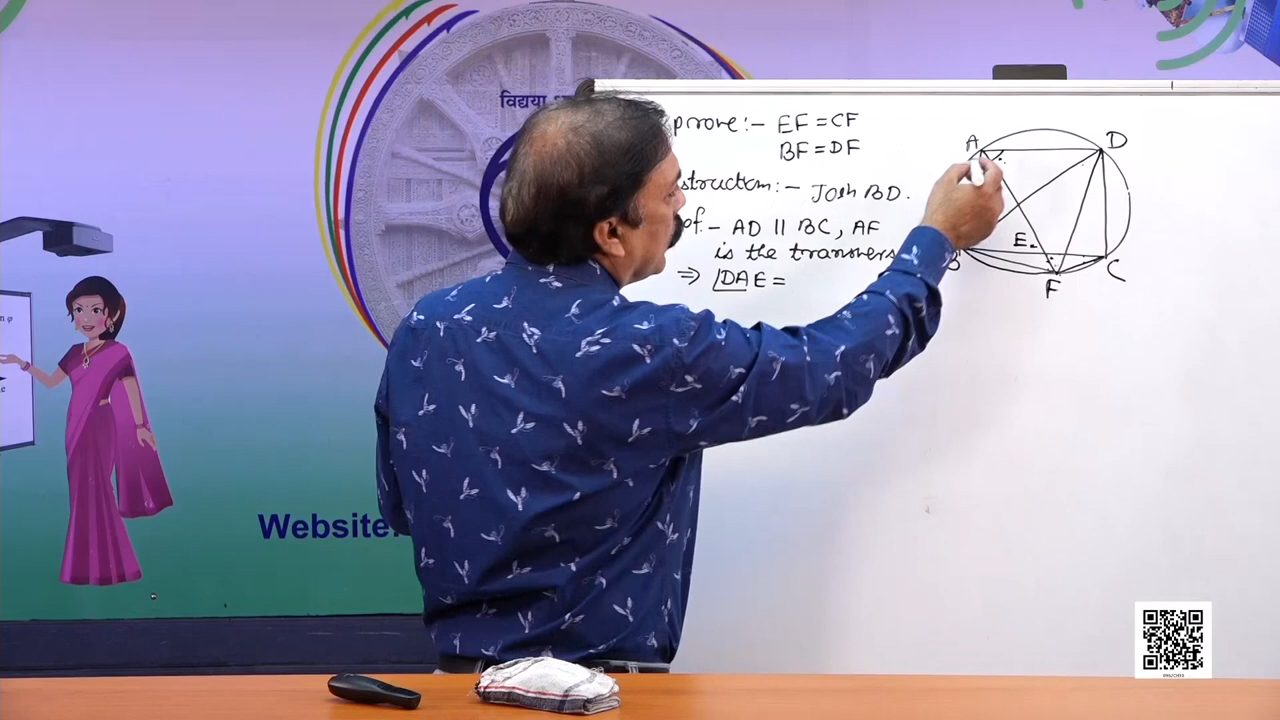 विद्या
prove:- EF = CF
BF = DF
struction:- Join BD.
of:- AD || BC, AF
is the transvers
⇒ ∠DAE =
A
D
E
B
C
F
Website: